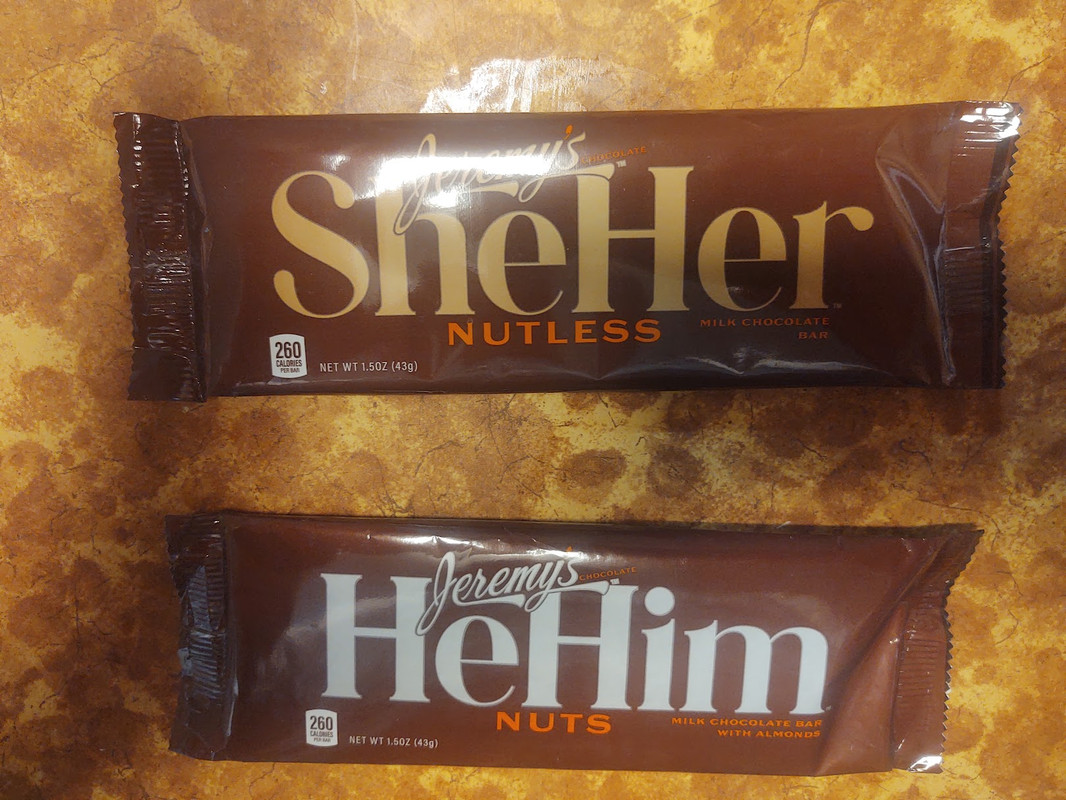 Jeremy's CHOCOLATE
SheHer™
NUTLESS
MILK CHOCOLATE
BAR
260
CALORIES
PER BAR
NET WT 1.5OZ (43g)
Jeremy's CHOCOLATE
HeHim
NUTS
MILK CHOCOLATE BAR
WITH ALMONDS
260
CALORIES
PER BAR
NET WT 1.5OZ (43g)